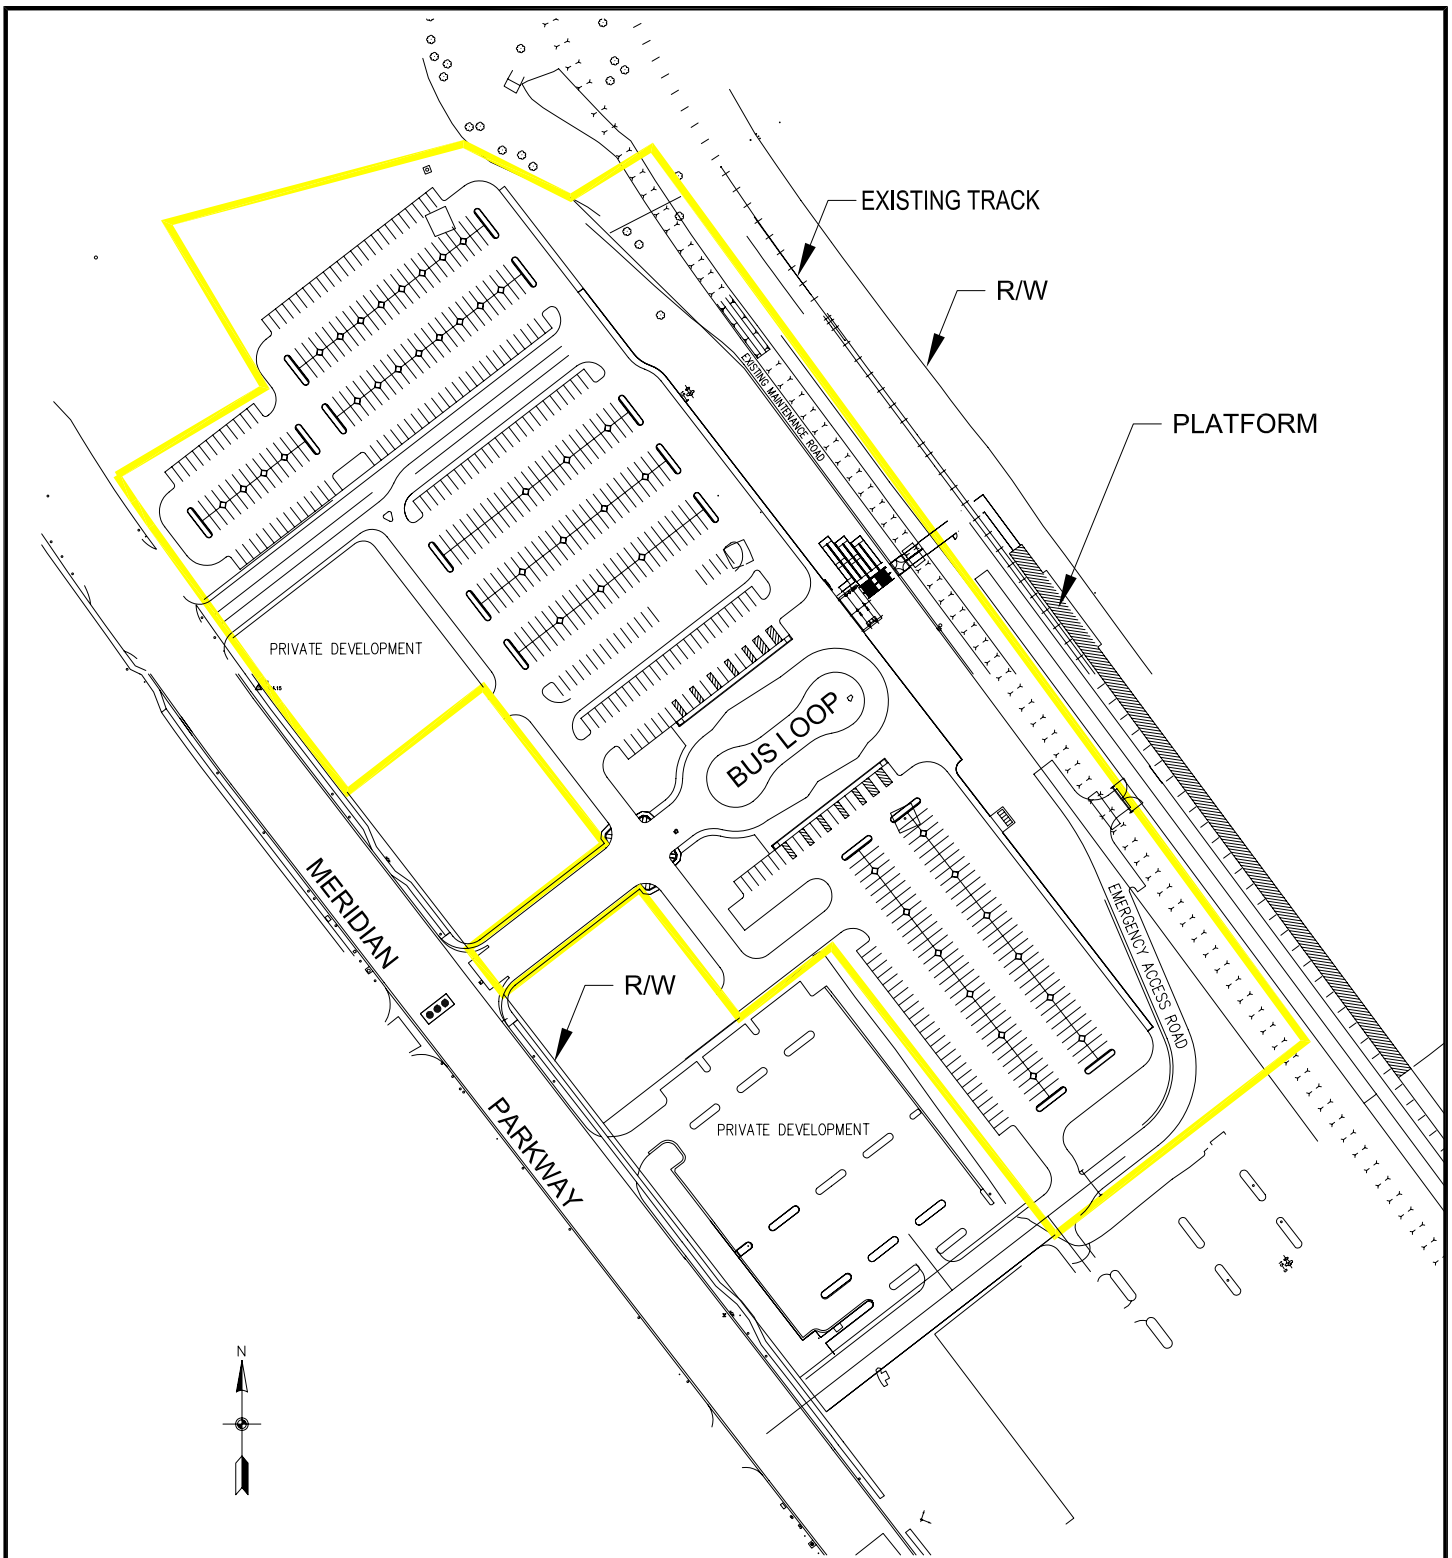 EXISTING TRACK
R/W
PLATFORM
EXISTING MAINTENANCE ROAD
PRIVATE DEVELOPMENT
BUS LOOP
MERIDIAN
PARKWAY
R/W
EMERGENCY ACCESS ROAD
PRIVATE DEVELOPMENT
N